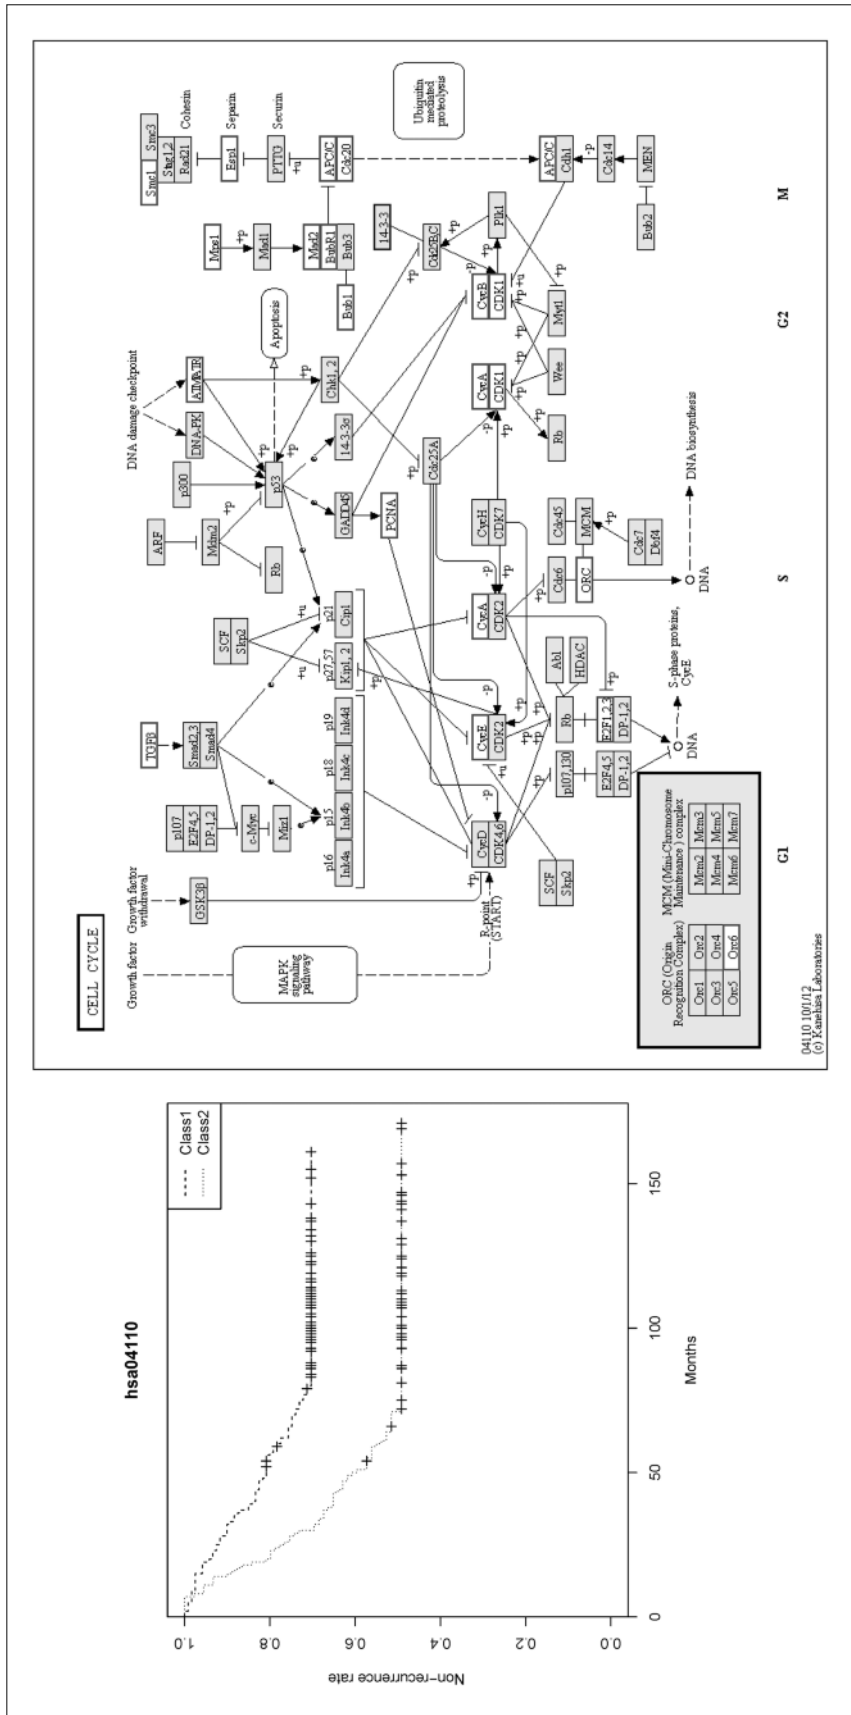 hsa04110
Class1
Class2
Non-recurrence rate
1.0
0.8
0.6
0.4
0.2
0.0
0
50
100
150
Months
CELL CYCLE
Growth factor
Growth factor
withdrawal
MAPK
signaling
pathway
GSK3β
R-point
(START)
+p
p107
E2F4,5
DP-1,2
c-Myc
Miz1
TGFβ
Smad2,3
Smad4
SCF
Skp2
ARF
Mdm2
Rb
p300
DNA damage checkpoint
DNA-PK
ATM/ATR
p53
Apoptosis
Mps1
+p
Mad1
Smc1
Smc3
Stag1,2
Rad21
Cohesin
Esp1
Separin
PTTG
Securin
+u
APC/C
Cdc20
Mad2
BubR1
Bub3
Bub1
p16
Ink4a
p15
Ink4b
p18
Ink4c
p19
Ink4d
p27,57
Kip1, 2
p21
Cip1
+u
+u
+p
+p
+p
+p
+p
+p
GADD45
14-3-3σ
Chk1, 2
PCNA
14-3-3
Cdc25B,C
Cdc25A
+p
+p
+p
Plk1
+p
Ubiquitin
mediated
proteolysis
CycD
CDK4,6
CycE
CDK2
CycA
CDK2
CycH
CDK7
CycA
CDK1
CycB
CDK1
-p
-p
-p
-p
-p
+p
+p
+u
+p
+p
+p
+p
+p
+u
SCF
Skp2
p107,130
E2F4,5
DP-1,2
Rb
E2F1,2,3
DP-1,2
Abl
HDAC
+p
+p
+p
+p
+p
+p
Cdc6
ORC
Cdc45
MCM
Cdc7
Dbf4
+p
Rb
+p
Wee
Myt1
+p
APC/C
Cdh1
-p
Cdc14
MEN
Bub2
DNA
S-phase proteins,
CycE
DNA
DNA biosynthesis
G1
S
G2
M
ORC (Origin
Recognition Complex)
Orc1
Orc2
Orc3
Orc4
Orc5
Orc6
MCM (Mini-Chromosome
Maintenance) complex
Mcm2
Mcm3
Mcm4
Mcm5
Mcm6
Mcm7
04110 10/1/12
(c) Kanehisa Laboratories